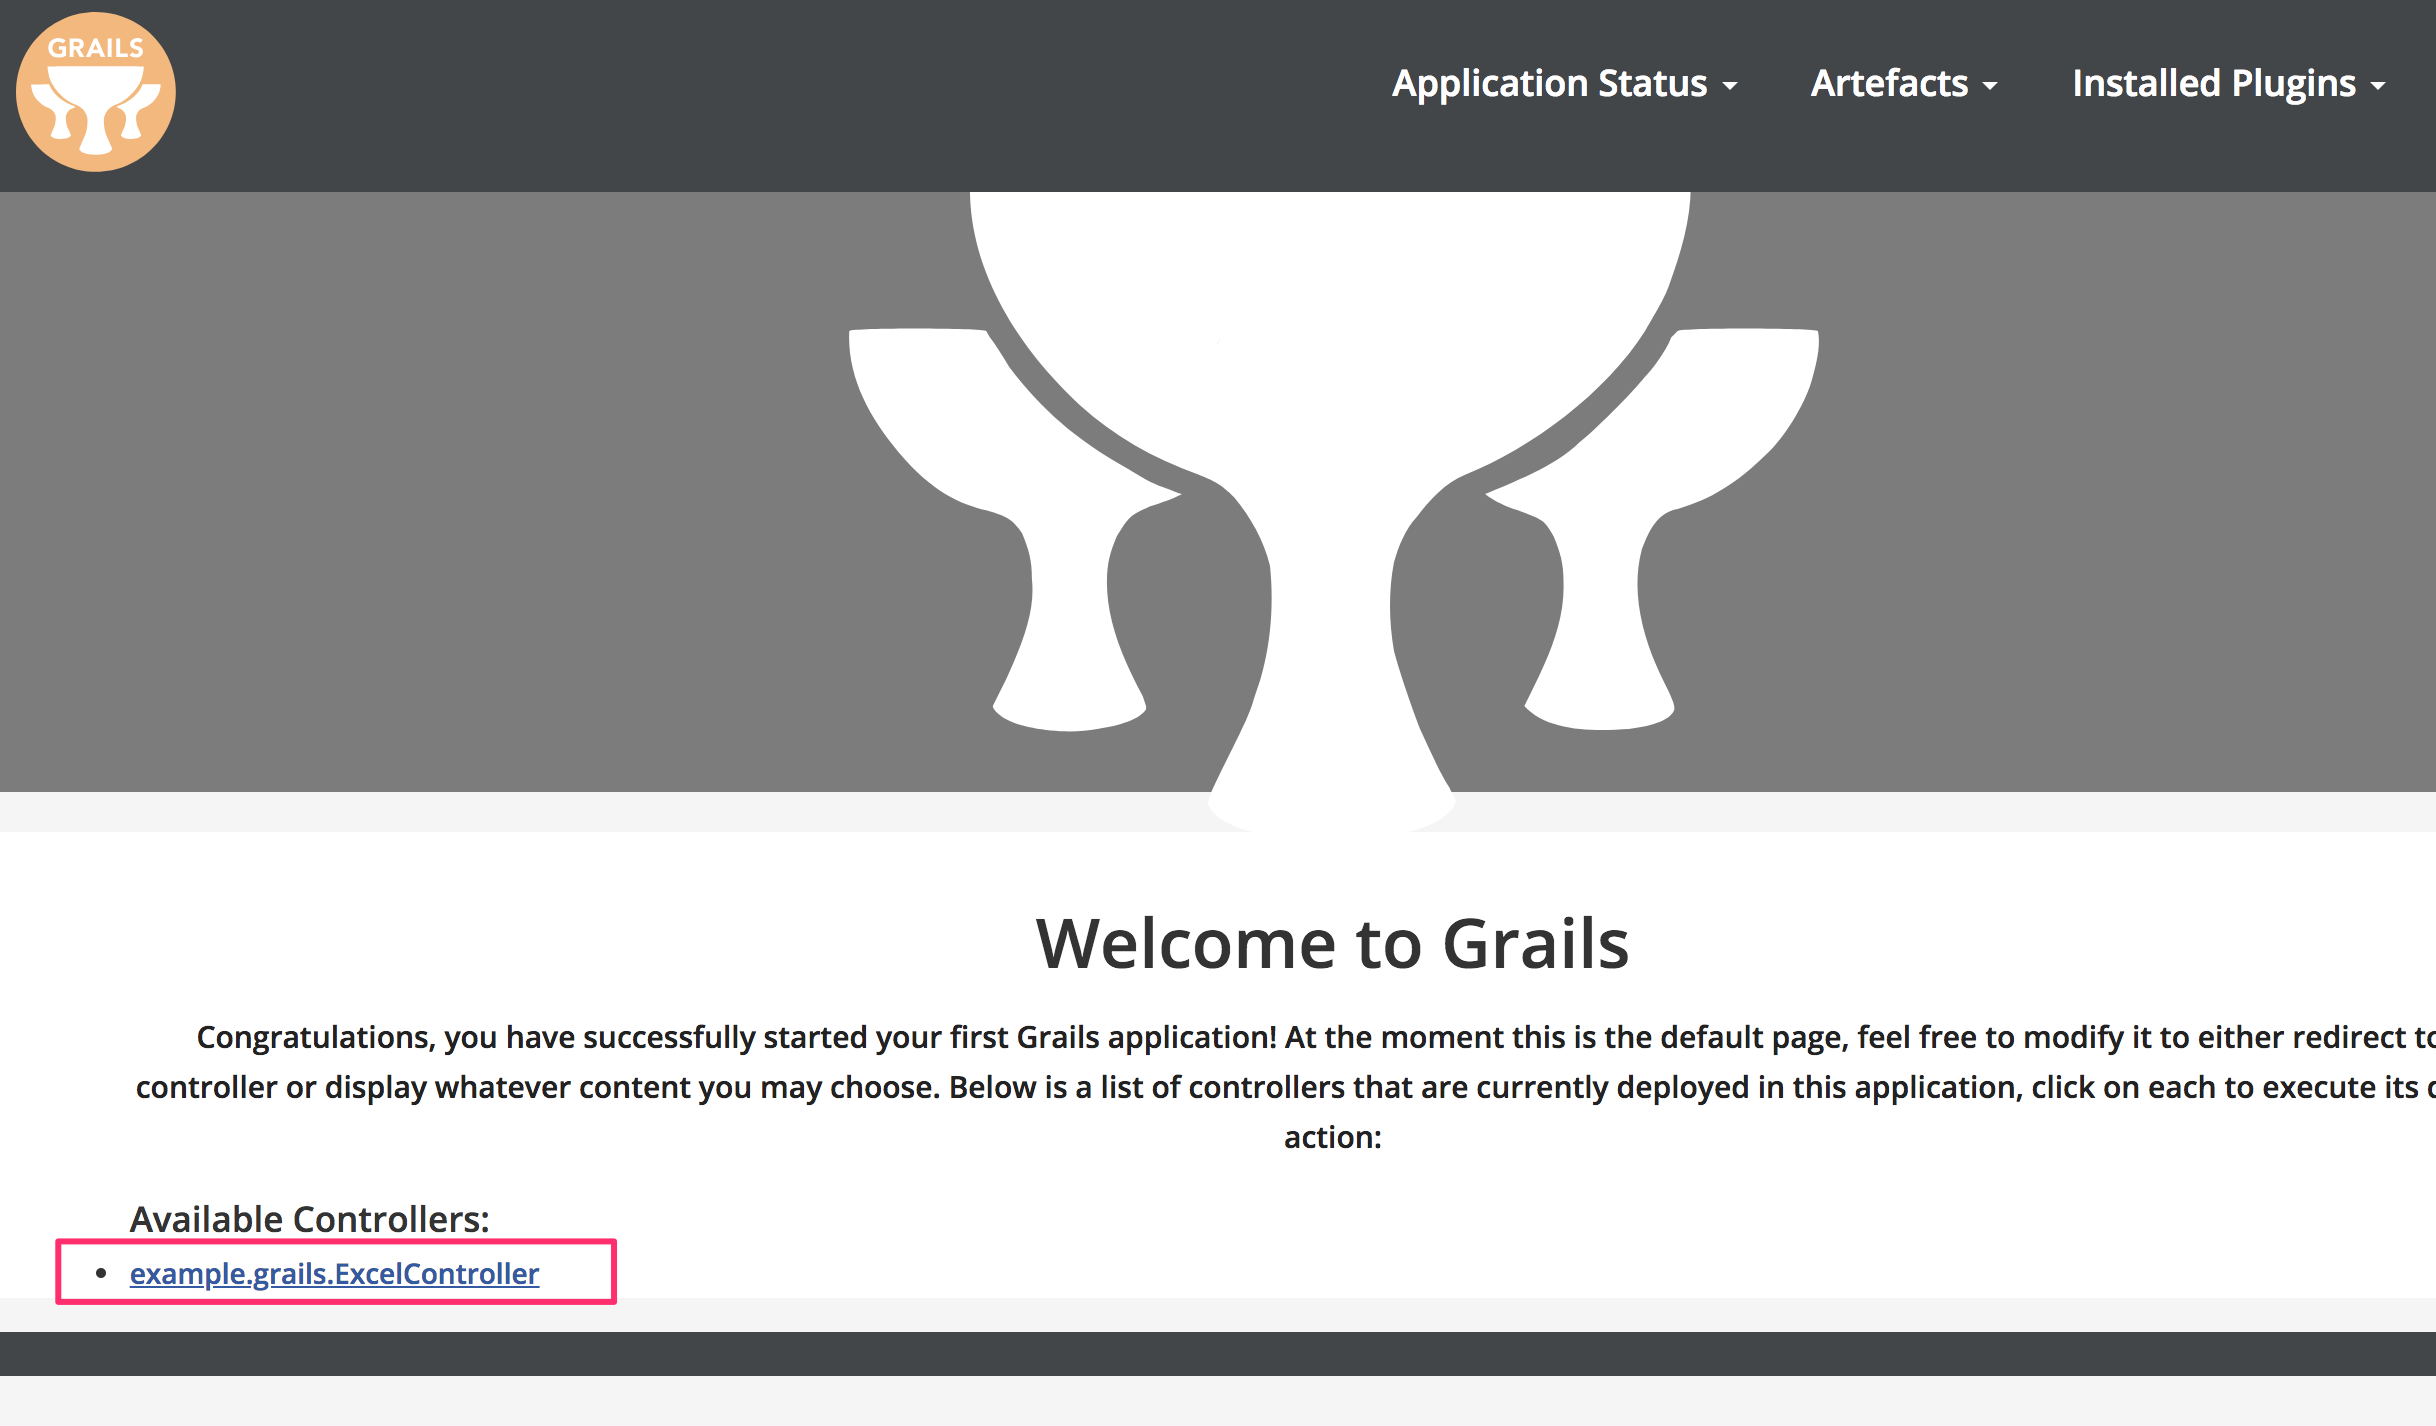 GRAILS
Application Status
Artefacts
Installed Plugins
Welcome to Grails
Congratulations, you have successfully started your first Grails application! At the moment this is the default page, feel free to modify it to either redirect
controller or display whatever content you may choose. Below is a list of controllers that are currently deployed in this application, click on each to execute its
action:
Available Controllers:
example.grails.ExcelController